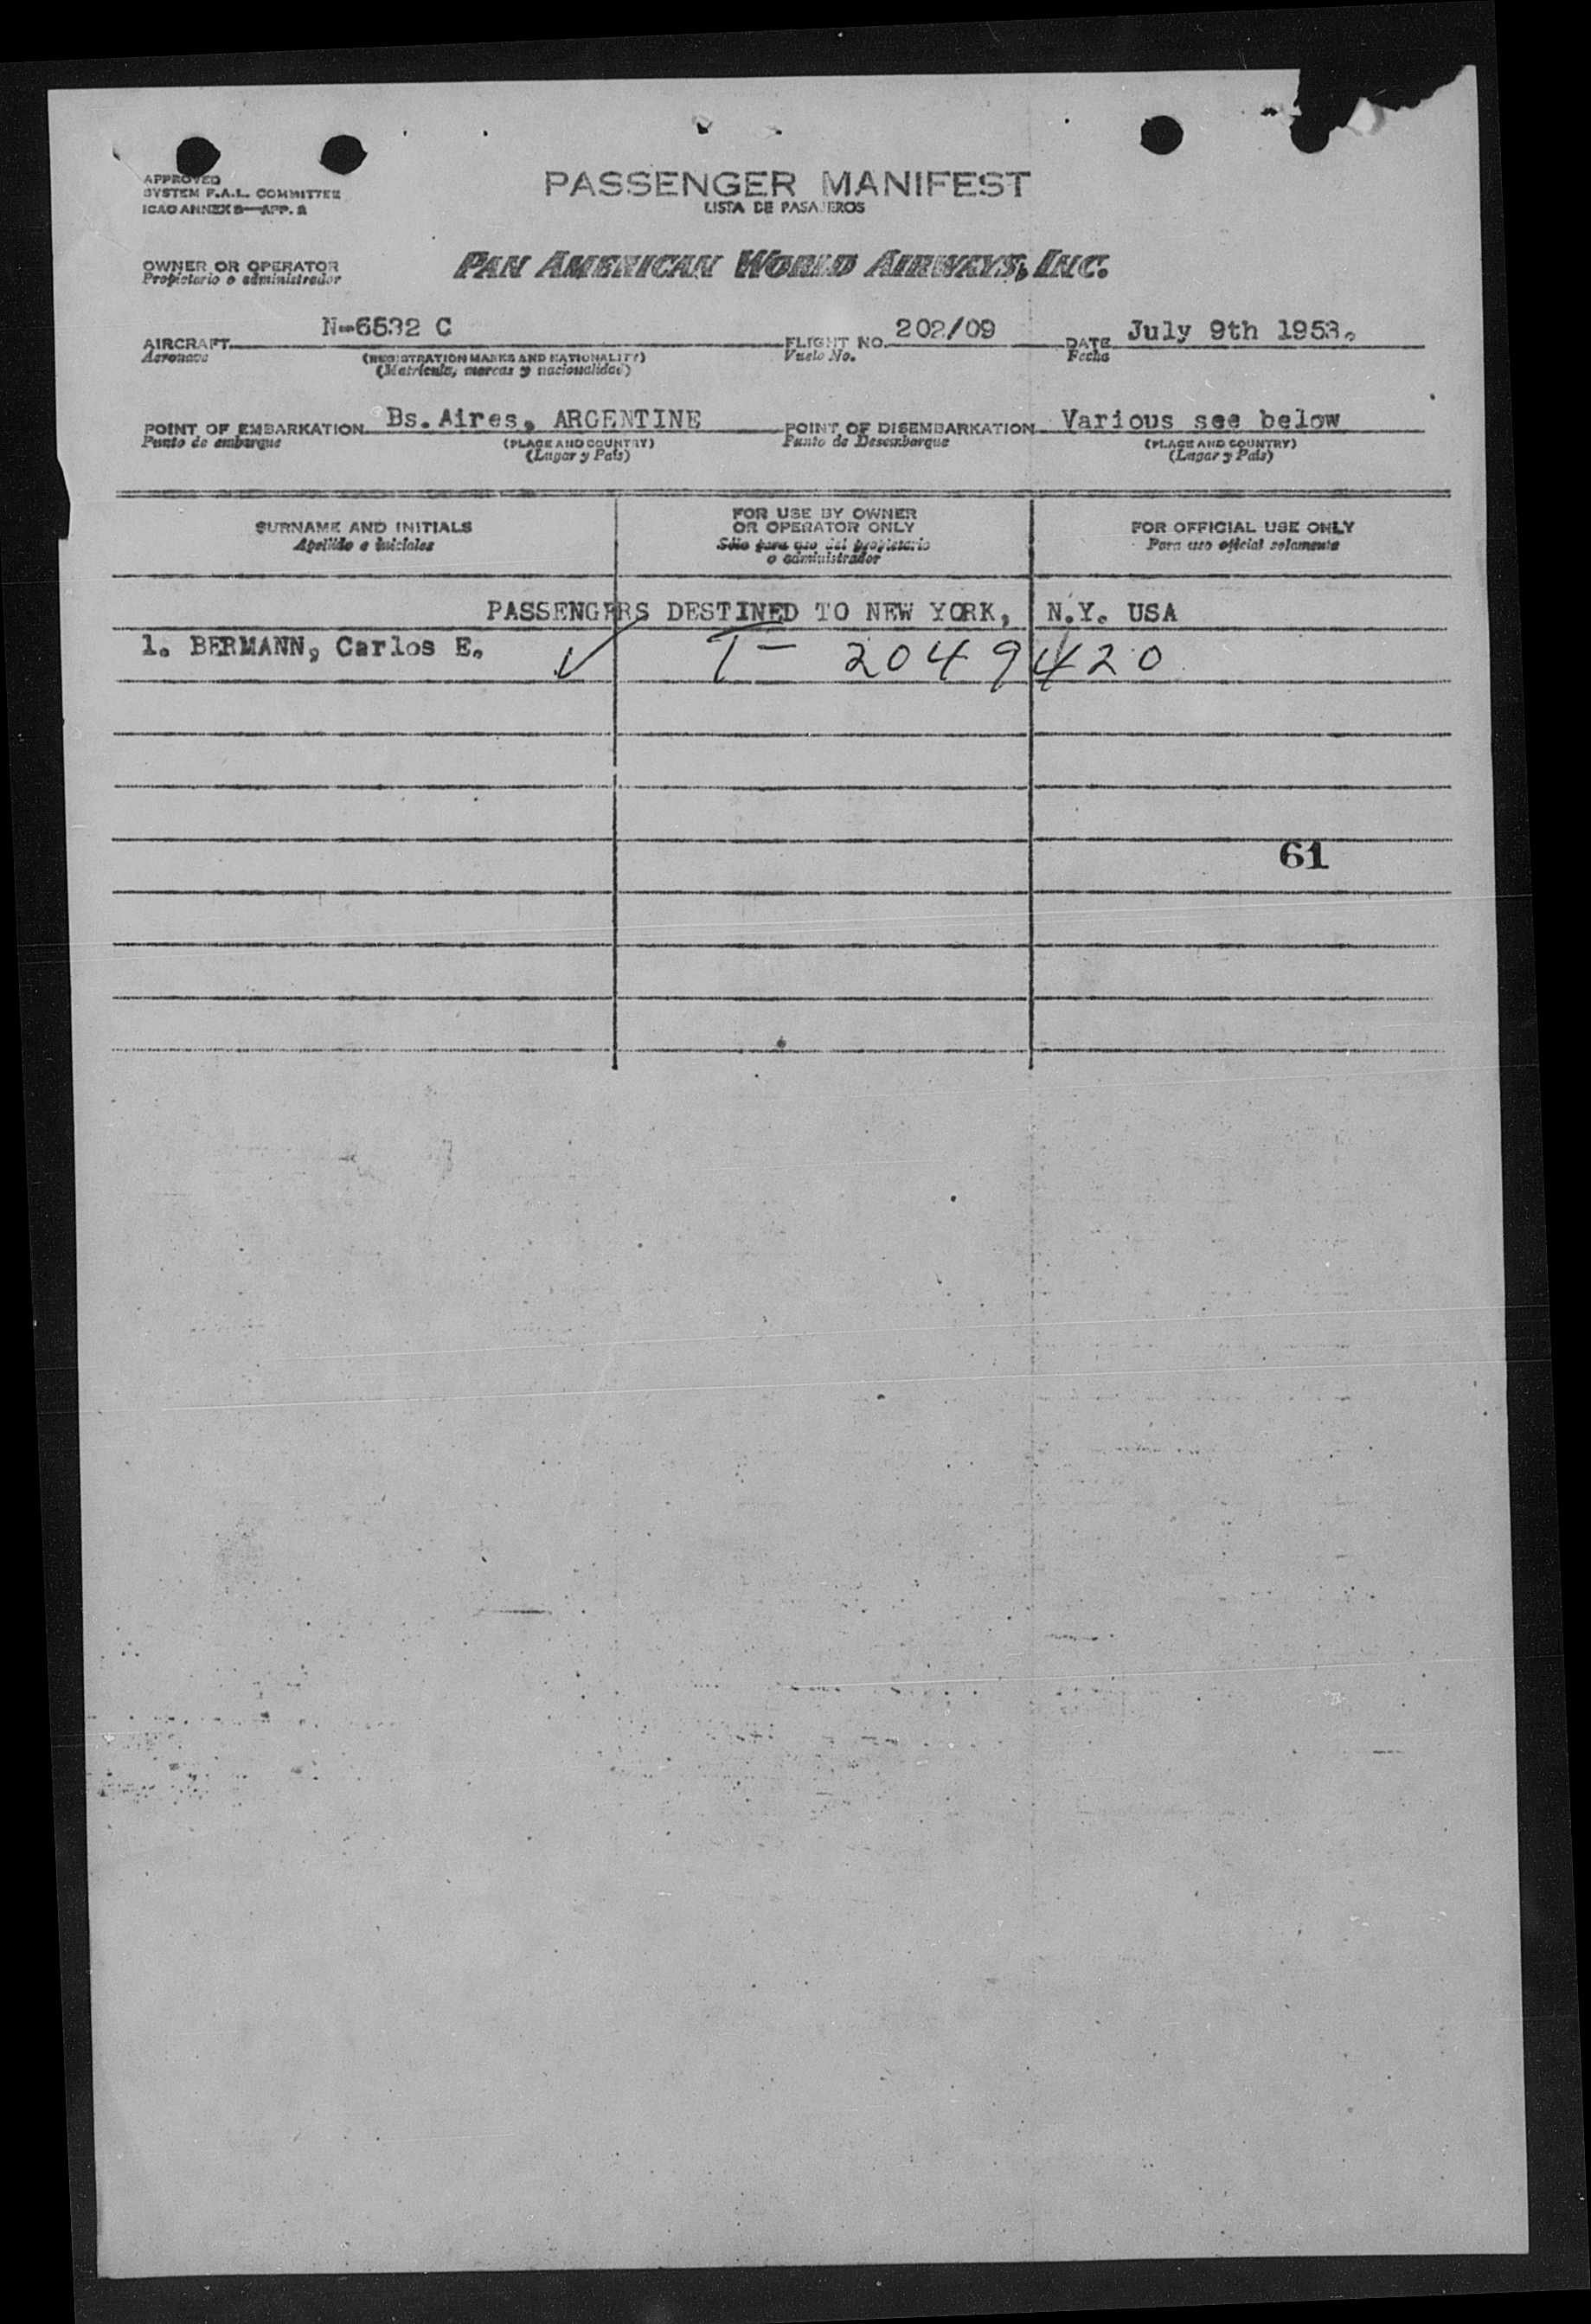 APPROVED
SYSTEM F.A.L. COMMITTEE
ICAO ANNEX 9—APP. 2
PASSENGER MANIFEST
LISTA DE PASAJEROS
OWNER OR OPERATOR
Propietario o administrador
PAN AMERICAN WORLD AIRWAYS, INC.
AIRCRAFT N-6532 C FLIGHT NO. 202/09 DATE July 9th 1953.
Aeronave (REGISTRATION MARKS AND NATIONALITY) Vuelo No. Fecha
(Matrícula, marcas y nacionalidad)
POINT OF EMBARKATION Bs. Aires, ARGENTINE POINT OF DISEMBARKATION Various see below
Punto de embarque (PLACE AND COUNTRY) Punto de Desembarque (PLACE AND COUNTRY)
(Lugar y País) (Lugar y País)
SURNAME AND INITIALS
Apellido e iniciales
FOR USE BY OWNER
OR OPERATOR ONLY
Sólo para uso del propietario
o administrador
FOR OFFICIAL USE ONLY
Para uso oficial solamente
PASSENGERS DESTINED TO NEW YORK, N.Y. USA
1. BERMANN, Carlos E. ✓ T- 2049420
61